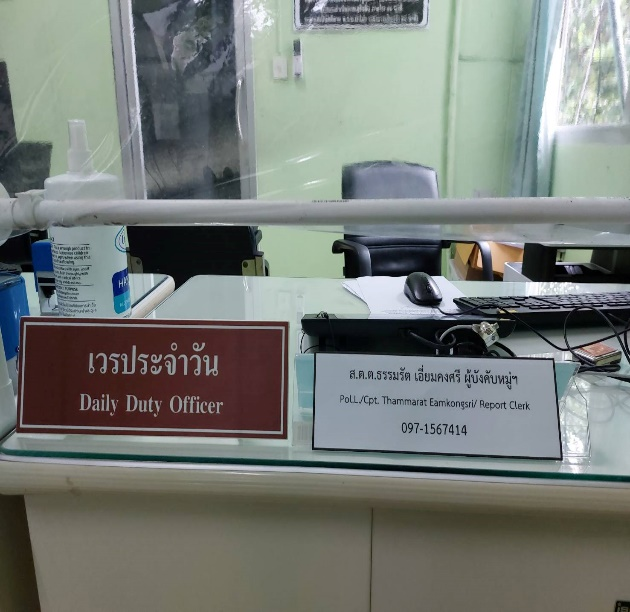 เวรประจำวัน
Daily Duty Officer
ส.ต.ต.ธรรมรัต เอี่ยมคงศรี ผู้บังคับหมู่ฯ
Pol.L./Cpt. Thammarat Eamkongsri/ Report Clerk
097-1567414